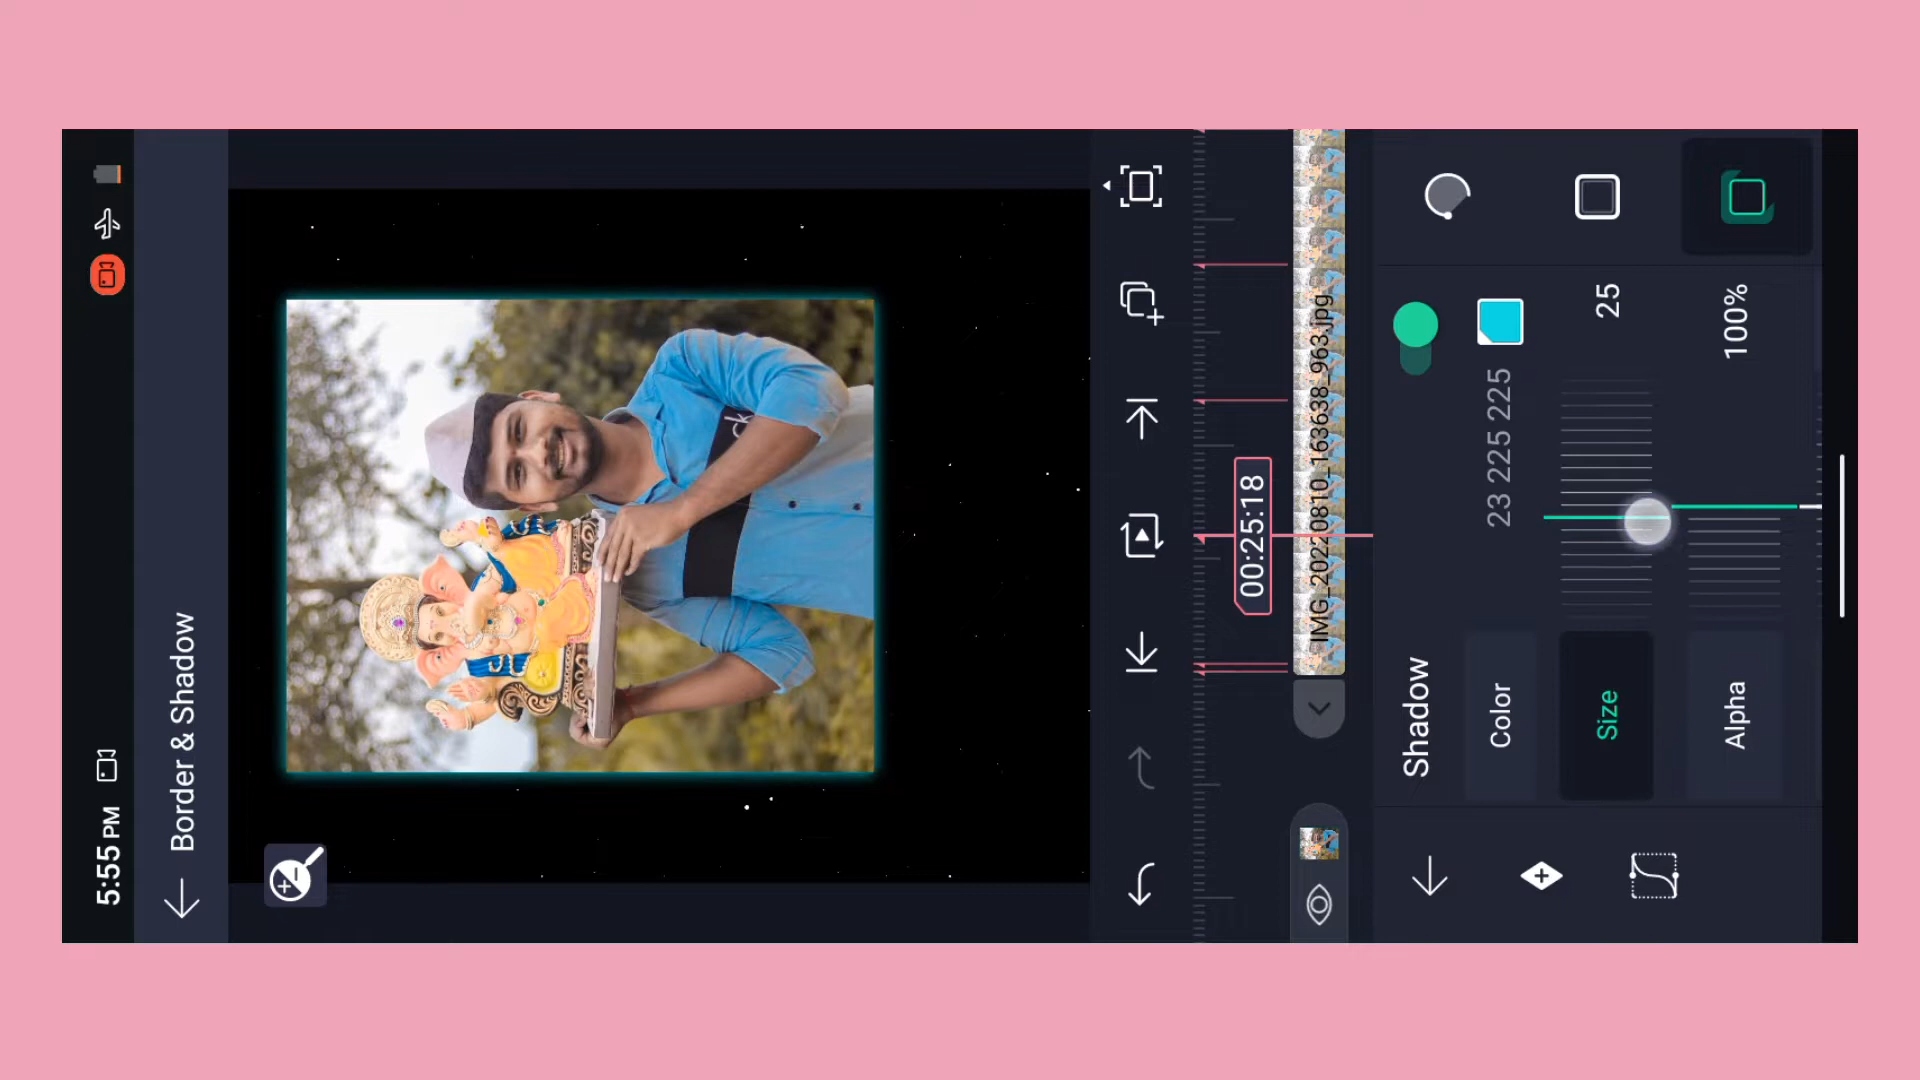 5:55 PM
Border & Shadow
ck
00:25:18
IMG_20220810_163638_963.jpg
Shadow
Color
23 225 225
Size
25
Alpha
100%